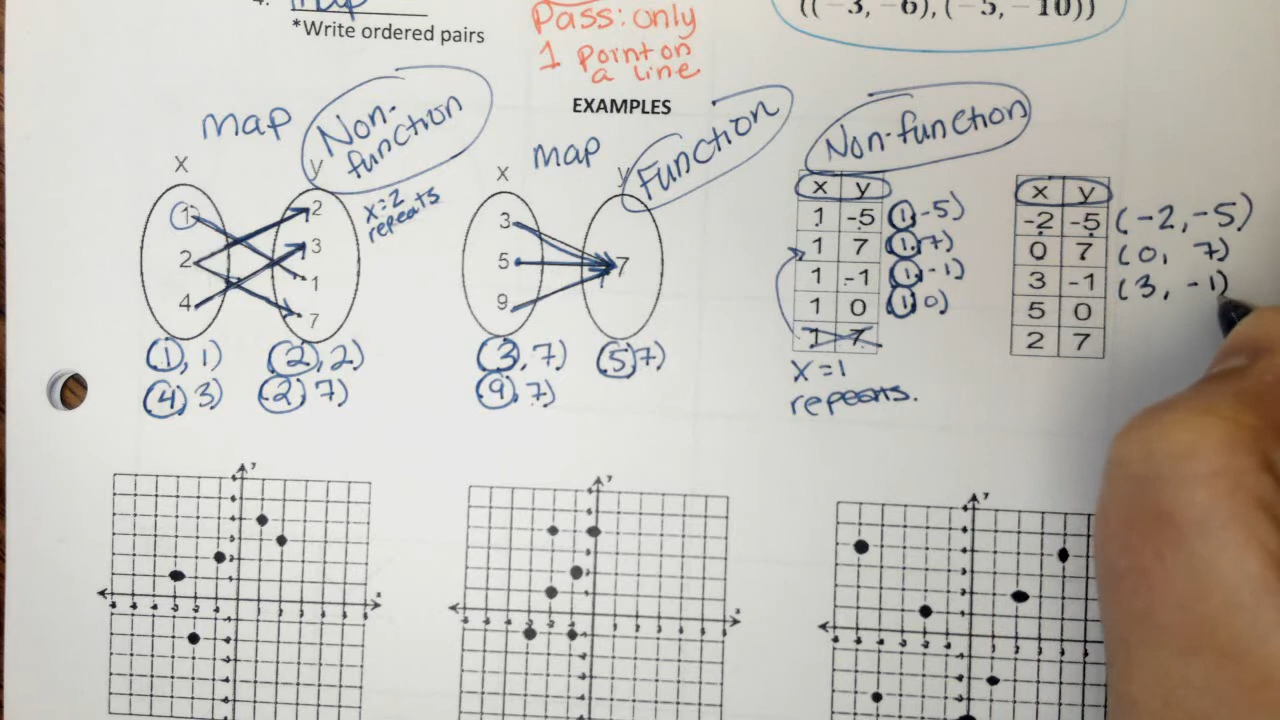 4. map
*Write ordered pairs
Pass: only
1 point on
a line
((-3, -6), (-5, -10))
EXAMPLES
map
Non-
function
x y
1 2
2 3
4 1
7
x=2
repeats
(1, 1) (2, 2)
(4, 3) (2, 7)
map
Function
x y
3
5 7
9
(3, 7) (5, 7)
(9, 7)
Non-function
x y
1 -5 (1, -5)
1 7 (1, 7)
1 -1 (1, -1)
1 0 (1, 0)
1 7
x=1
repeats.
x y
-2 -5 (-2, -5)
0 7 (0, 7)
3 -1 (3, -1)
5 0
2 7
y
x
y
x
y